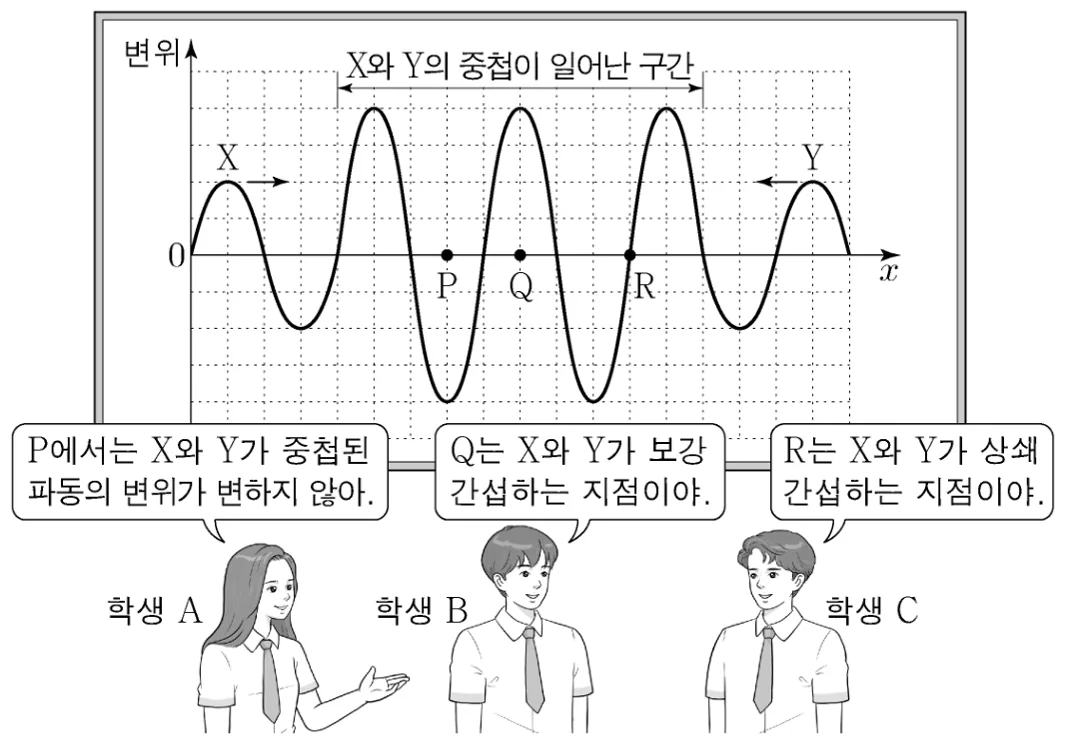 변위
X와 Y의 중첩이 일어난 구간
X
Y
0
P
Q
R
x
P에서는 X와 Y가 중첩된
파동의 변위가 변하지 않아.
Q는 X와 Y가 보강
간섭하는 지점이야.
R는 X와 Y가 상쇄
간섭하는 지점이야.
학생 A
학생 B
학생 C